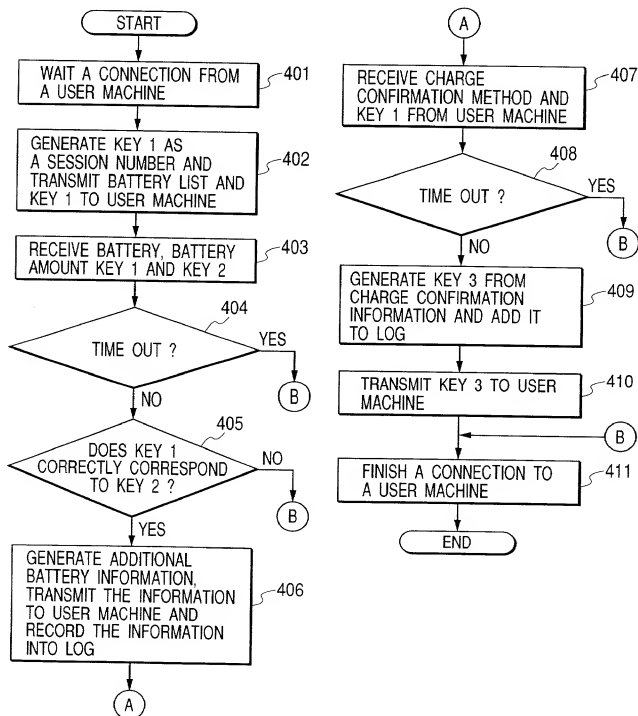 START
WAIT A CONNECTION FROM
A USER MACHINE
401
GENERATE KEY 1 AS
A SESSION NUMBER AND
TRANSMIT BATTERY LIST AND
KEY 1 TO USER MACHINE
402
RECEIVE BATTERY, BATTERY
AMOUNT KEY 1 AND KEY 2
403
404
TIME OUT ?
YES
B
NO
405
DOES KEY 1
CORRECTLY CORRESPOND
TO KEY 2 ?
NO
B
YES
GENERATE ADDITIONAL
BATTERY INFORMATION,
TRANSMIT THE INFORMATION
TO USER MACHINE AND
RECORD THE INFORMATION
INTO LOG
406
A
A
RECEIVE CHARGE
CONFIRMATION METHOD AND
KEY 1 FROM USER MACHINE
407
408
TIME OUT ?
YES
B
NO
GENERATE KEY 3 FROM
CHARGE CONFIRMATION
INFORMATION AND ADD IT
TO LOG
409
TRANSMIT KEY 3 TO USER
MACHINE
410
B
FINISH A CONNECTION TO
A USER MACHINE
411
END